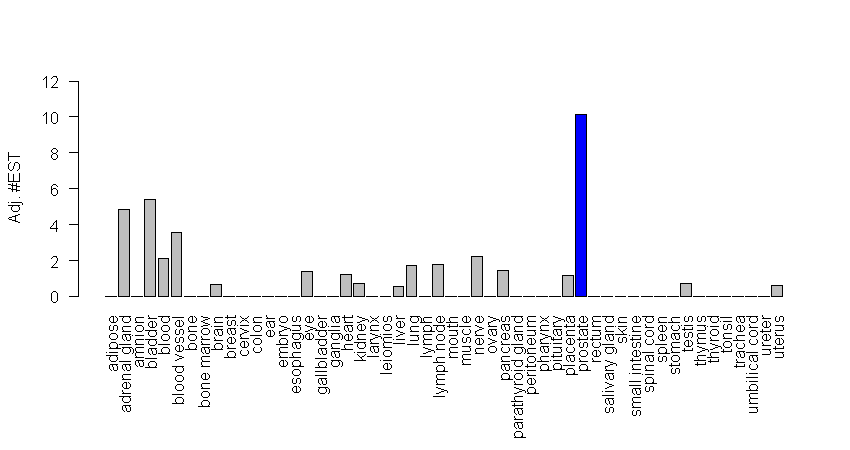 Adj. #EST
12
10
8
6
4
2
0
adipose
adrenal gland
amnion
bladder
blood
blood vessel
bone
bone marrow
brain
breast
cervix
colon
ear
embryo
esophagus
eye
gallbladder
ganglia
heart
kidney
larynx
leiomios
liver
lung
lymph
lymph node
mouth
muscle
nerve
ovary
pancreas
parathyroid gland
peritoneum
pharynx
pituitary
placenta
prostate
rectum
salivary gland
skin
small intestine
spinal cord
spleen
stomach
testis
thymus
thyroid
tonsil
trachea
umbilical cord
ureter
uterus